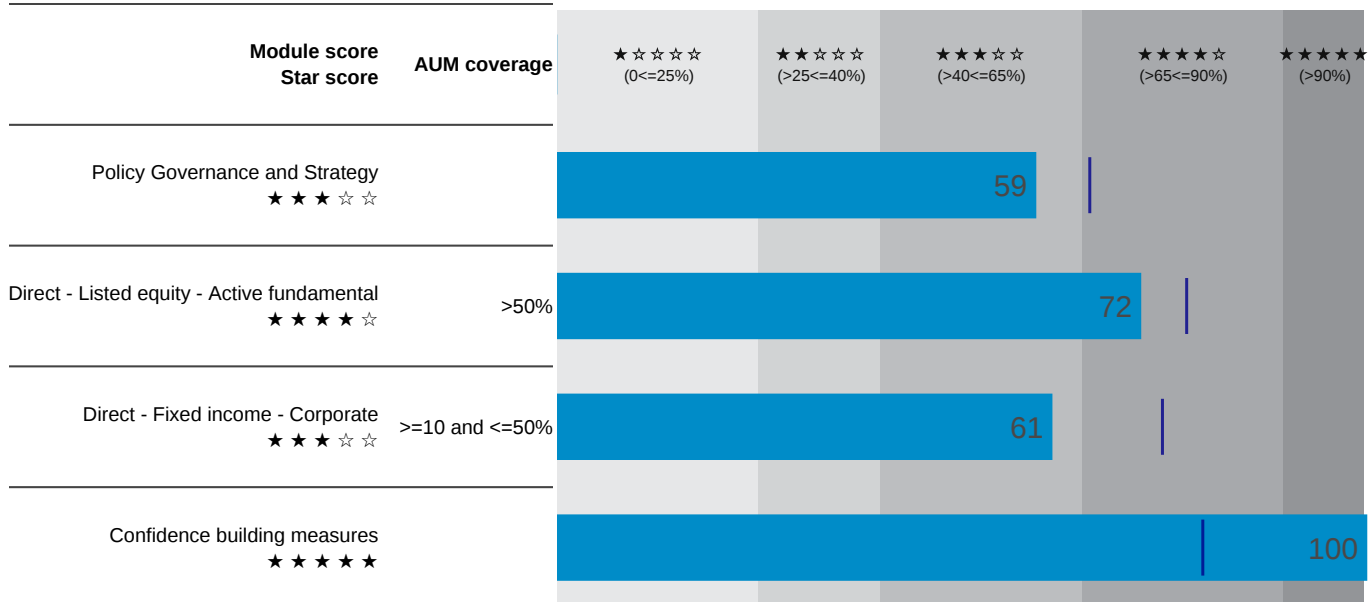 Module score
Star score
AUM coverage
★☆☆☆☆
(0<=25%)
★★☆☆☆
(>25<=40%)
★★★☆☆
(>40<=65%)
★★★★☆
(>65<=90%)
★★★★★
(>90%)
Policy Governance and Strategy
★★★☆☆
59
Direct - Listed equity - Active fundamental
★★★★☆
>50%
72
Direct - Fixed income - Corporate
★★★☆☆
>=10 and <=50%
61
Confidence building measures
★★★★★
100